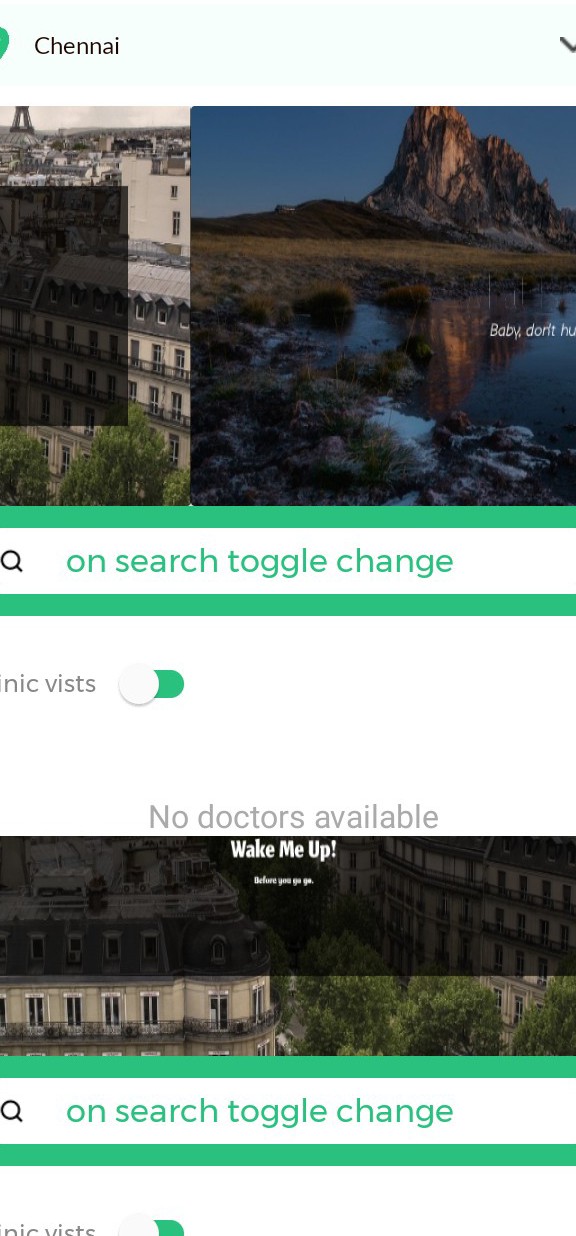 Chennai
Baby, don't hu
on search toggle change
inic vists
No doctors available
Wake Me Up!
Before you go go.
on search toggle change
inic vists